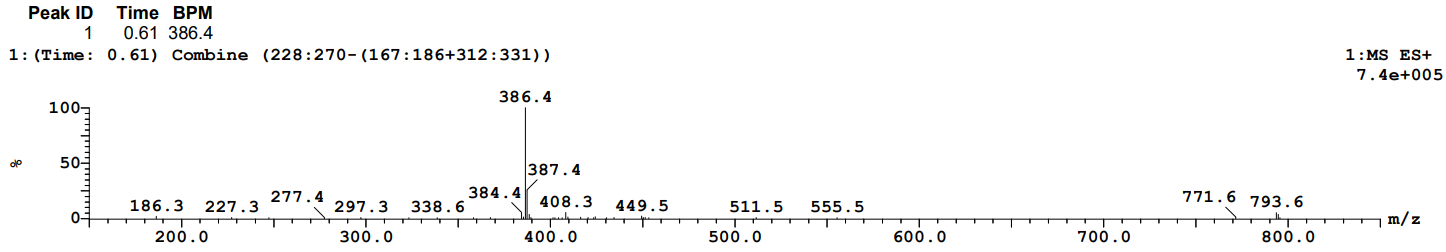 Peak ID Time BPM
1 0.61 386.4
1:(Time: 0.61) Combine (228:270-(167:186+312:331))
1:MS ES+
7.4e+005
100
386.4
%
50
387.4
186.3 227.3 277.4 297.3 338.6 384.4 408.3 449.5 511.5 555.5 771.6 793.6
0
m/z
200.0 300.0 400.0 500.0 600.0 700.0 800.0